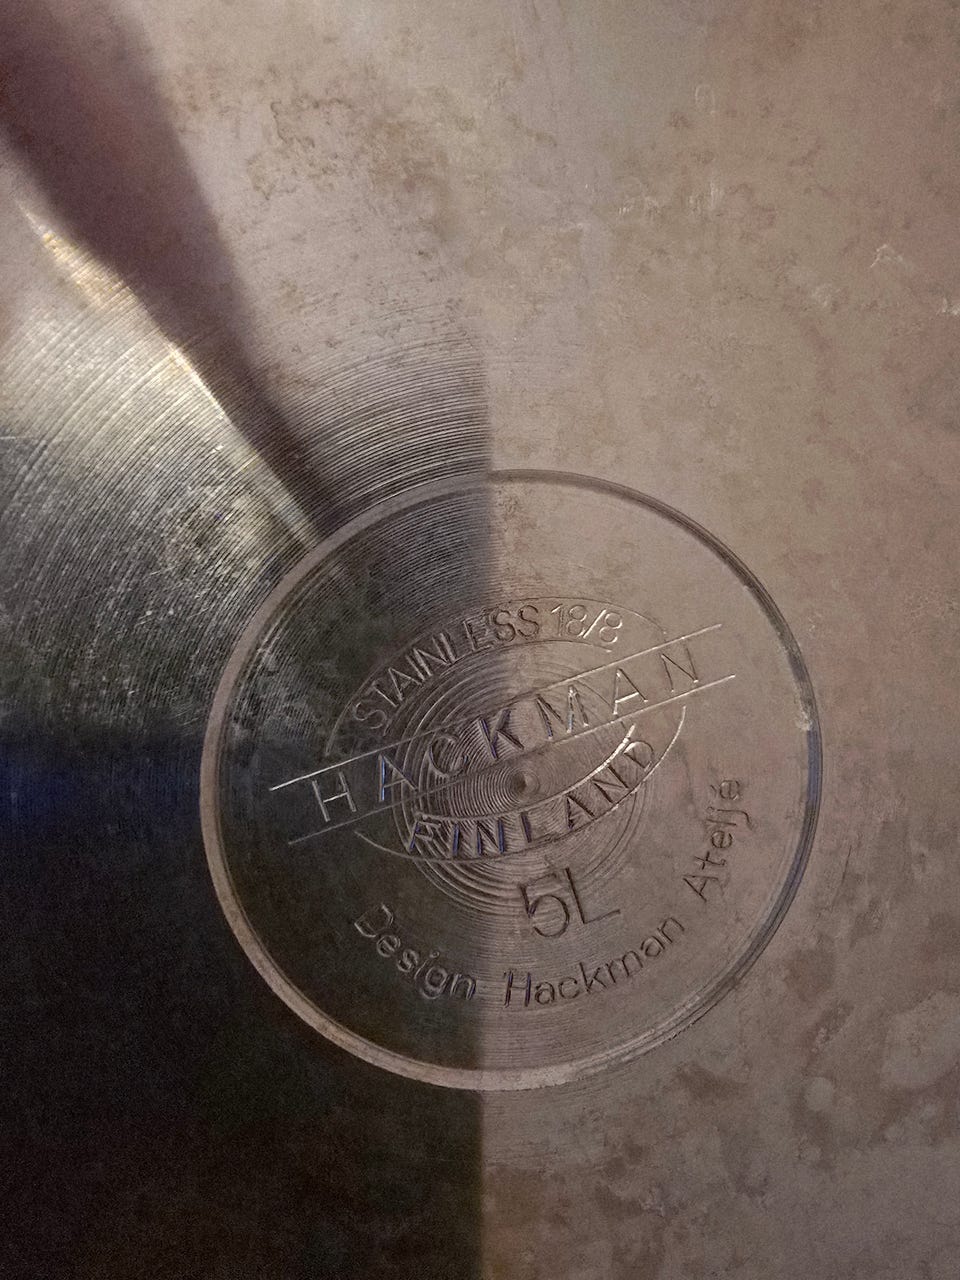 STAINLESS 18/8
HACKMAN
FINLAND
5L
Design Hackman Ateljé